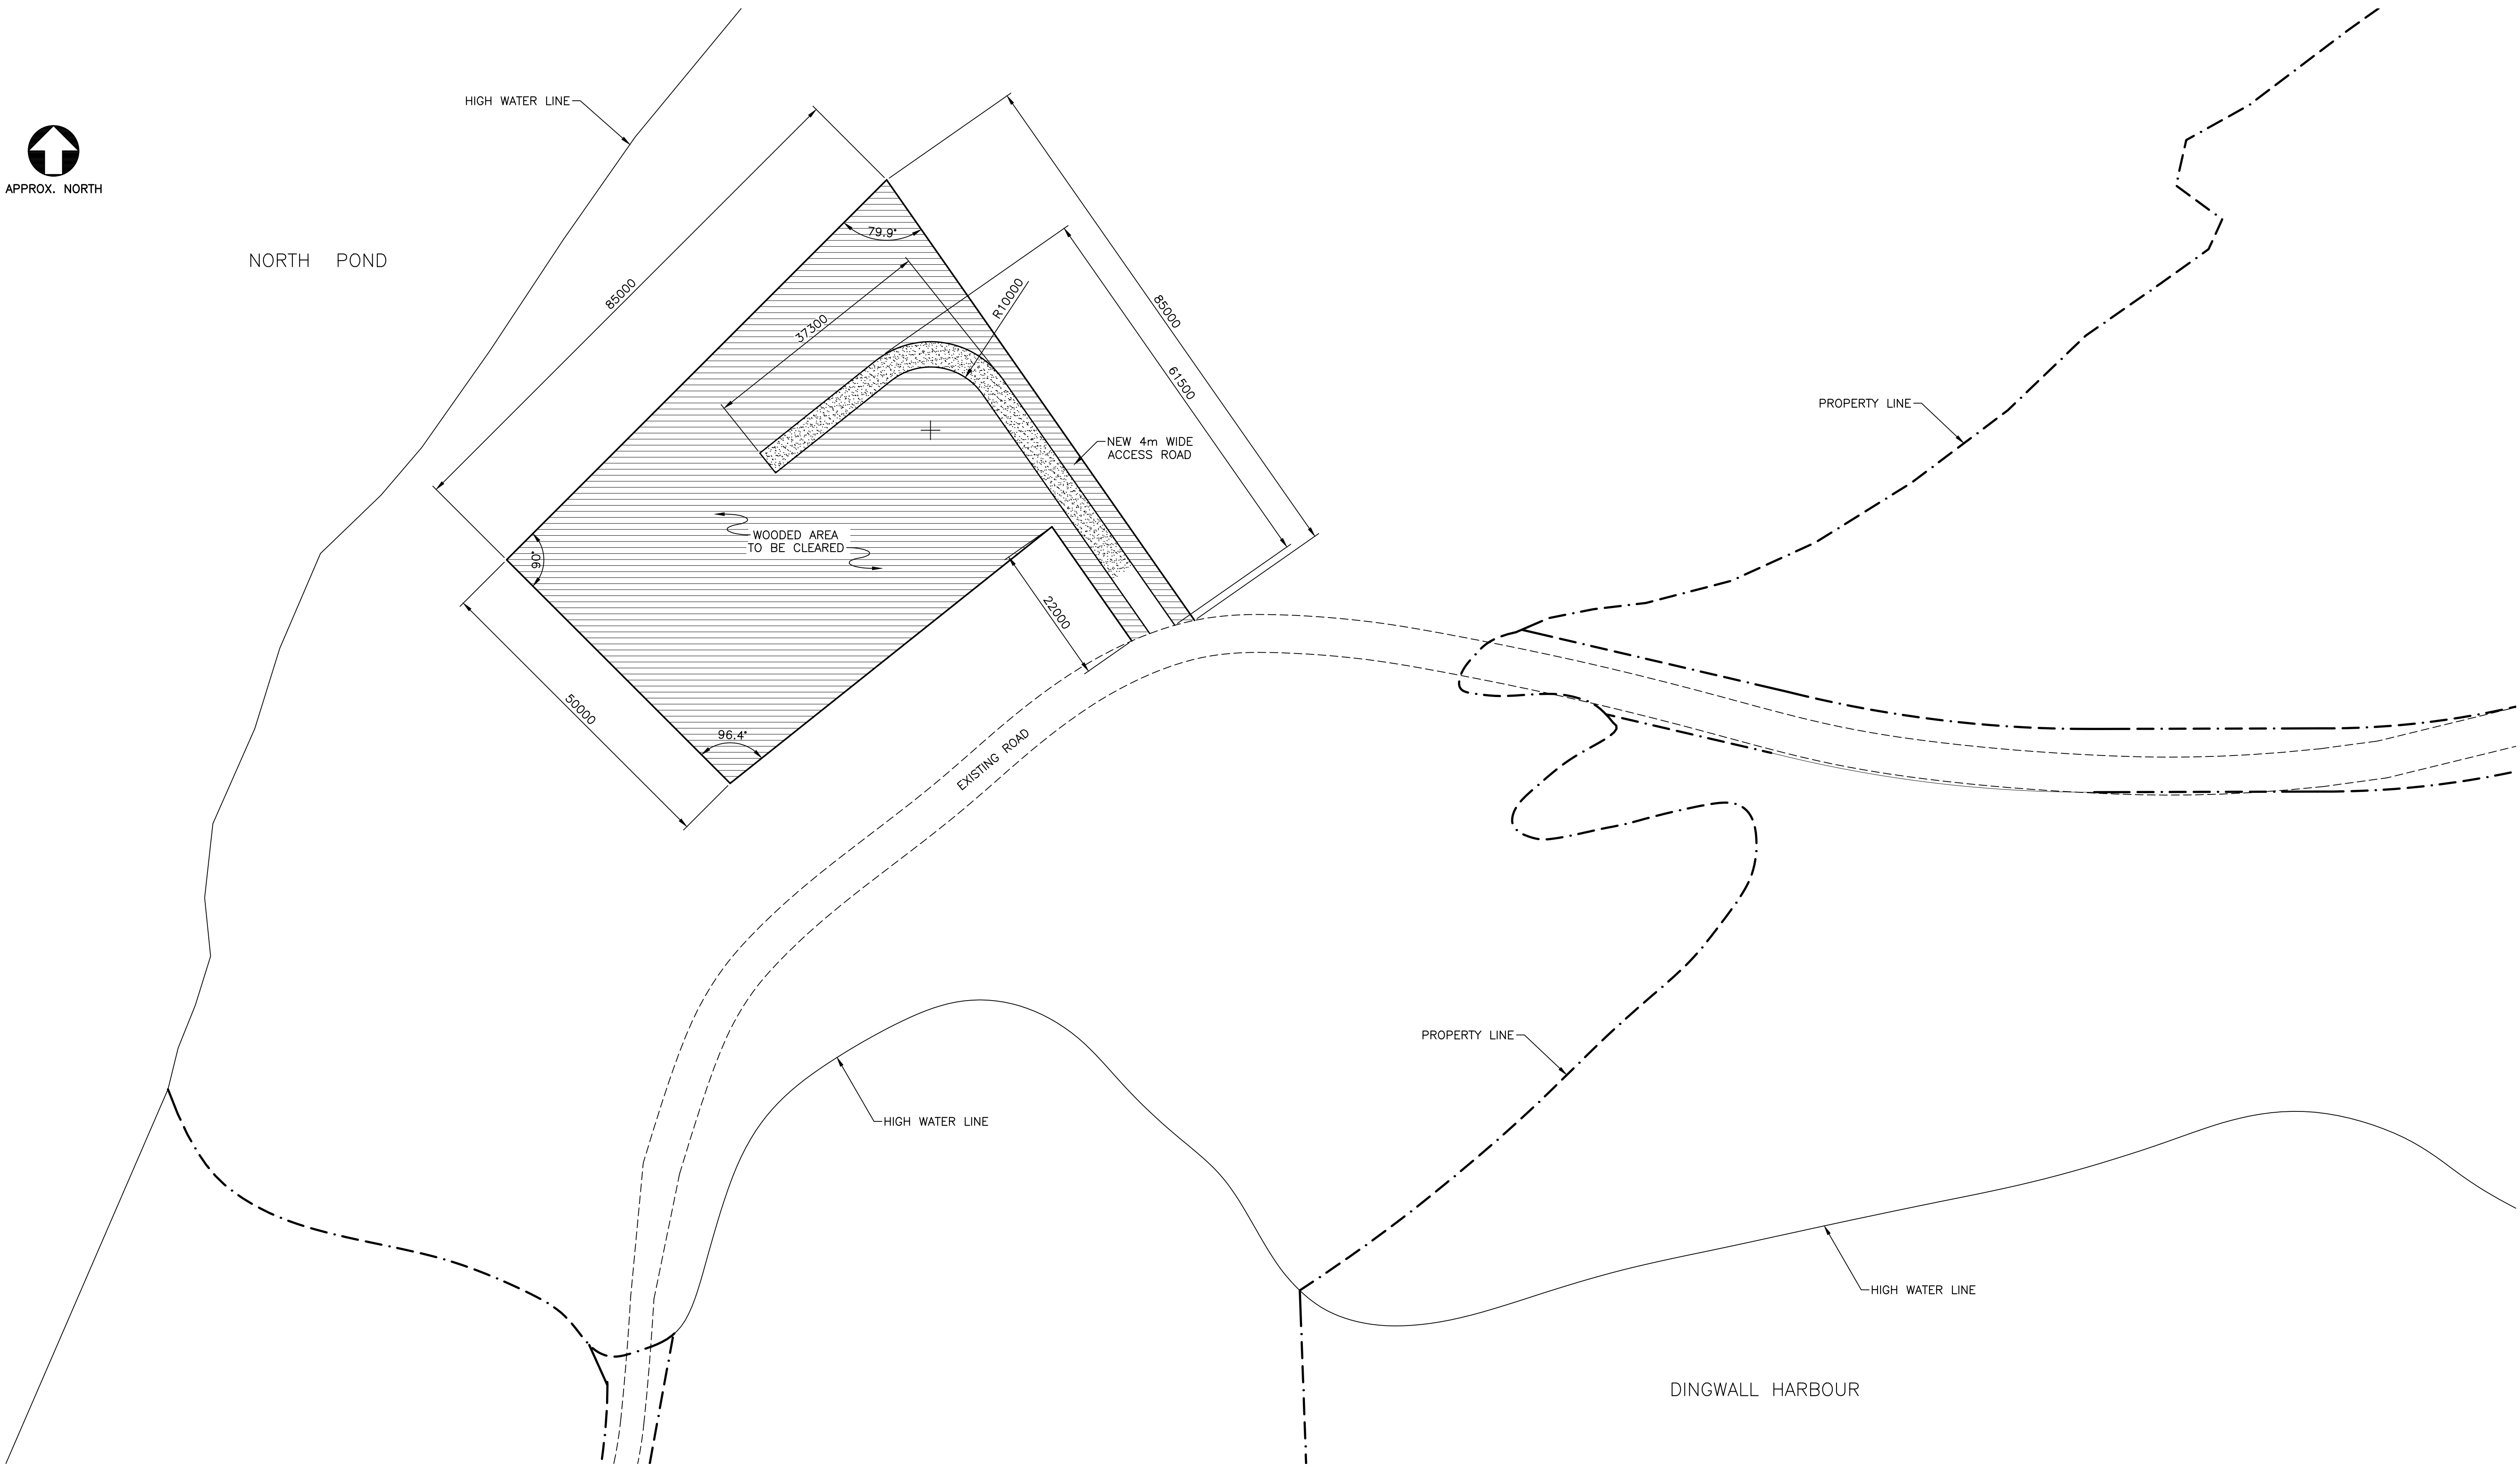 HIGH WATER LINE
APPROX. NORTH
NORTH POND
85000
79.9°
37300
R10000
85000
61500
PROPERTY LINE
NEW 4m WIDE
ACCESS ROAD
WOODED AREA
TO BE CLEARED
90°
22000
50000
96.4°
EXISTING ROAD
PROPERTY LINE
HIGH WATER LINE
HIGH WATER LINE
DINGWALL HARBOUR